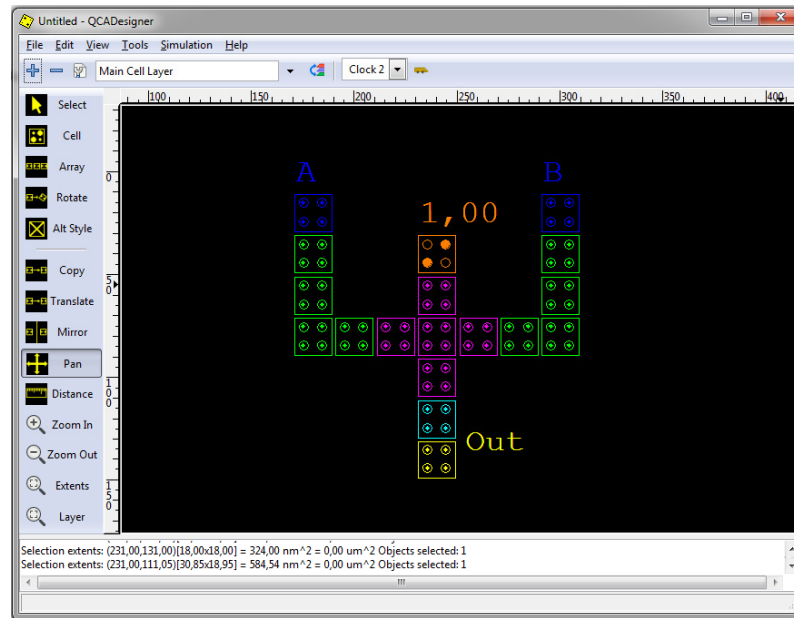 Untitled - QCADesigner
File Edit View Tools Simulation Help
Main Cell Layer Clock 2
Select
Cell
Array
Rotate
Alt Style
Copy
Translate
Mirror
Pan
Distance
Zoom In
Zoom Out
Extents
Layer
100 150 200 250 300 350 400
0
50
100
150
A B
1,00
Out
Selection extents: (231,00,131,00)[18,00x18,00] = 324,00 nm^2 = 0,00 um^2 Objects selected: 1
Selection extents: (231,00,111,05)[30,85x18,95] = 584,54 nm^2 = 0,00 um^2 Objects selected: 1